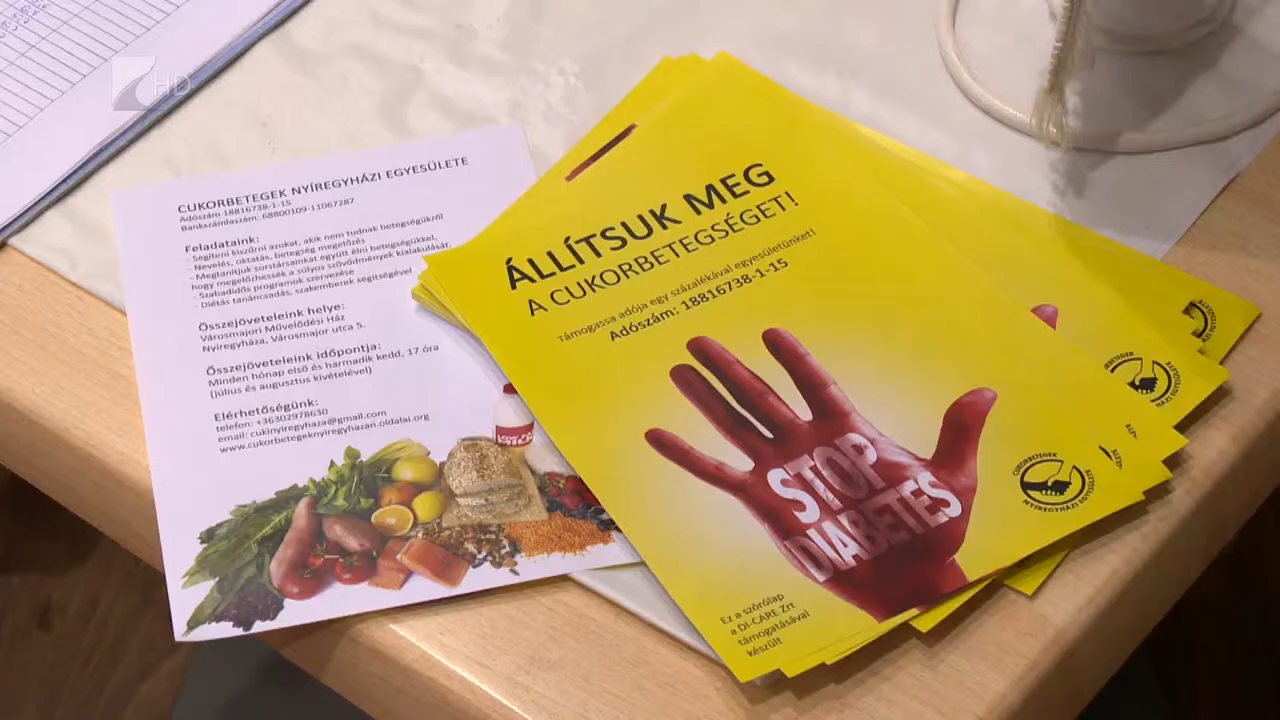 HD
CUKORBETEGEK NYÍREGYHÁZI EGYESÜLETE
Adószám 18816738-1-15
Bankszámlaszám: 68800109-11067287
Feladataink:
- Segíteni kiszűrni azokat, akik nem tudnak betegségükről
- Nevelés, oktatás, betegség megelőzés
- Megtanítjuk sorstársainkat együtt élni betegségükkel,
hogy megelőzhessék a súlyos szövődmények kialakulását,
- Szabadidős programok szervezése
- Diétás tanáncsadás, szakemberek segítségével
Összejöveteleink helye:
Városmajori Művelődési Ház
Nyíregyháza, Városmajor utca 5.
Összejöveteleink időpontja:
Minden hónap első és harmadik kedd, 17 óra
(július és augusztus kivételével)
Elérhetőségünk:
telefon: +36302978630
email: cukinyiregyhaza@gmail.com
www.cukorbetegeknyiregyhazan.oldalai.org
LOW FAT
MILK
ÁLLÍTSUK MEG
A CUKORBETEGSÉGET!
Támogassa adója egy százalékával egyesületünket!
Adószám: 18816738-1-15
STOP
DIABETES
CUKORBETEGEK
NYÍREGYHÁZI EGYESÜLETE
Ez a szórólap
a DI-CARE Zrt
támogatásával
készült